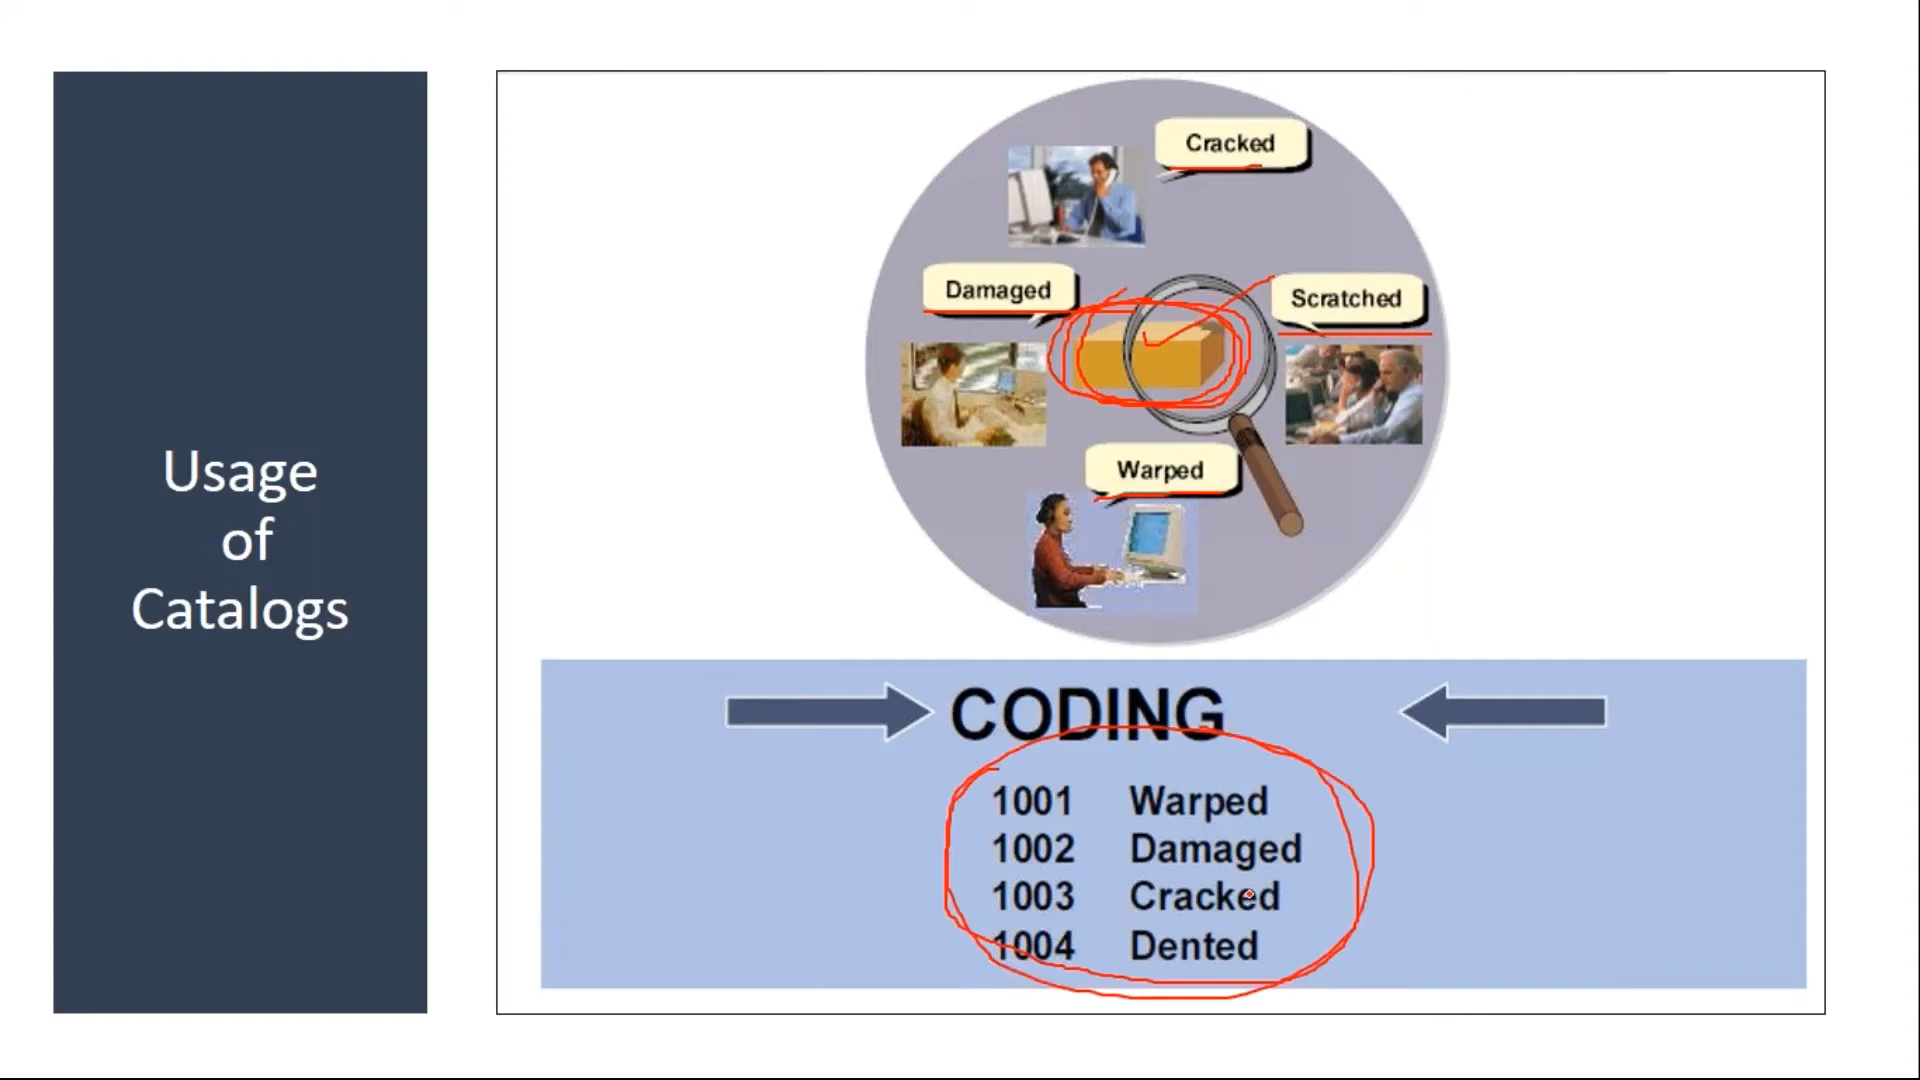 Usage
of
Catalogs
Cracked
Damaged
Scratched
Warped
CODING
1001 Warped
1002 Damaged
1003 Cracked
1004 Dented